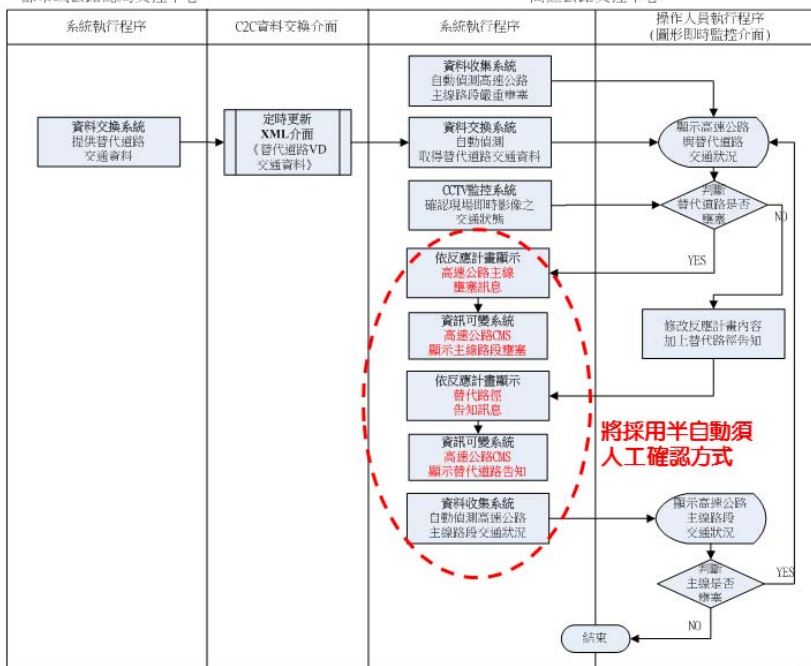 系統執行程序
C2C資料交換介面
系統執行程序
操作人員執行程序
(圖形即時監控介面)
資料收集系統
自動偵測高速公路
主線路段嚴重壅塞
資料交換系統
提供替代道路
交通資料
定時更新
XML介面
《替代道路VD
交通資料》
資料交換系統
自動偵測
取得替代道路交通資料
顯示高速公路
與替代道路
交通狀況
CCTV監控系統
確認現場即時影像之
交通狀態
判斷
替代道路是否
壅塞
NO
YES
依反應計畫顯示
高速公路主線
壅塞訊息
資訊可變系統
高速公路CMS
顯示主線路段壅塞
修改反應計畫內容
加上替代路徑告知
依反應計畫顯示
替代路徑
告知訊息
資訊可變系統
高速公路CMS
顯示替代道路告知
將採用半自動須
人工確認方式
資料收集系統
自動偵測高速公路
主線路段交通狀況
顯示高速公路
主線路段
交通狀況
判斷
主線是否
壅塞
YES
NO
結束